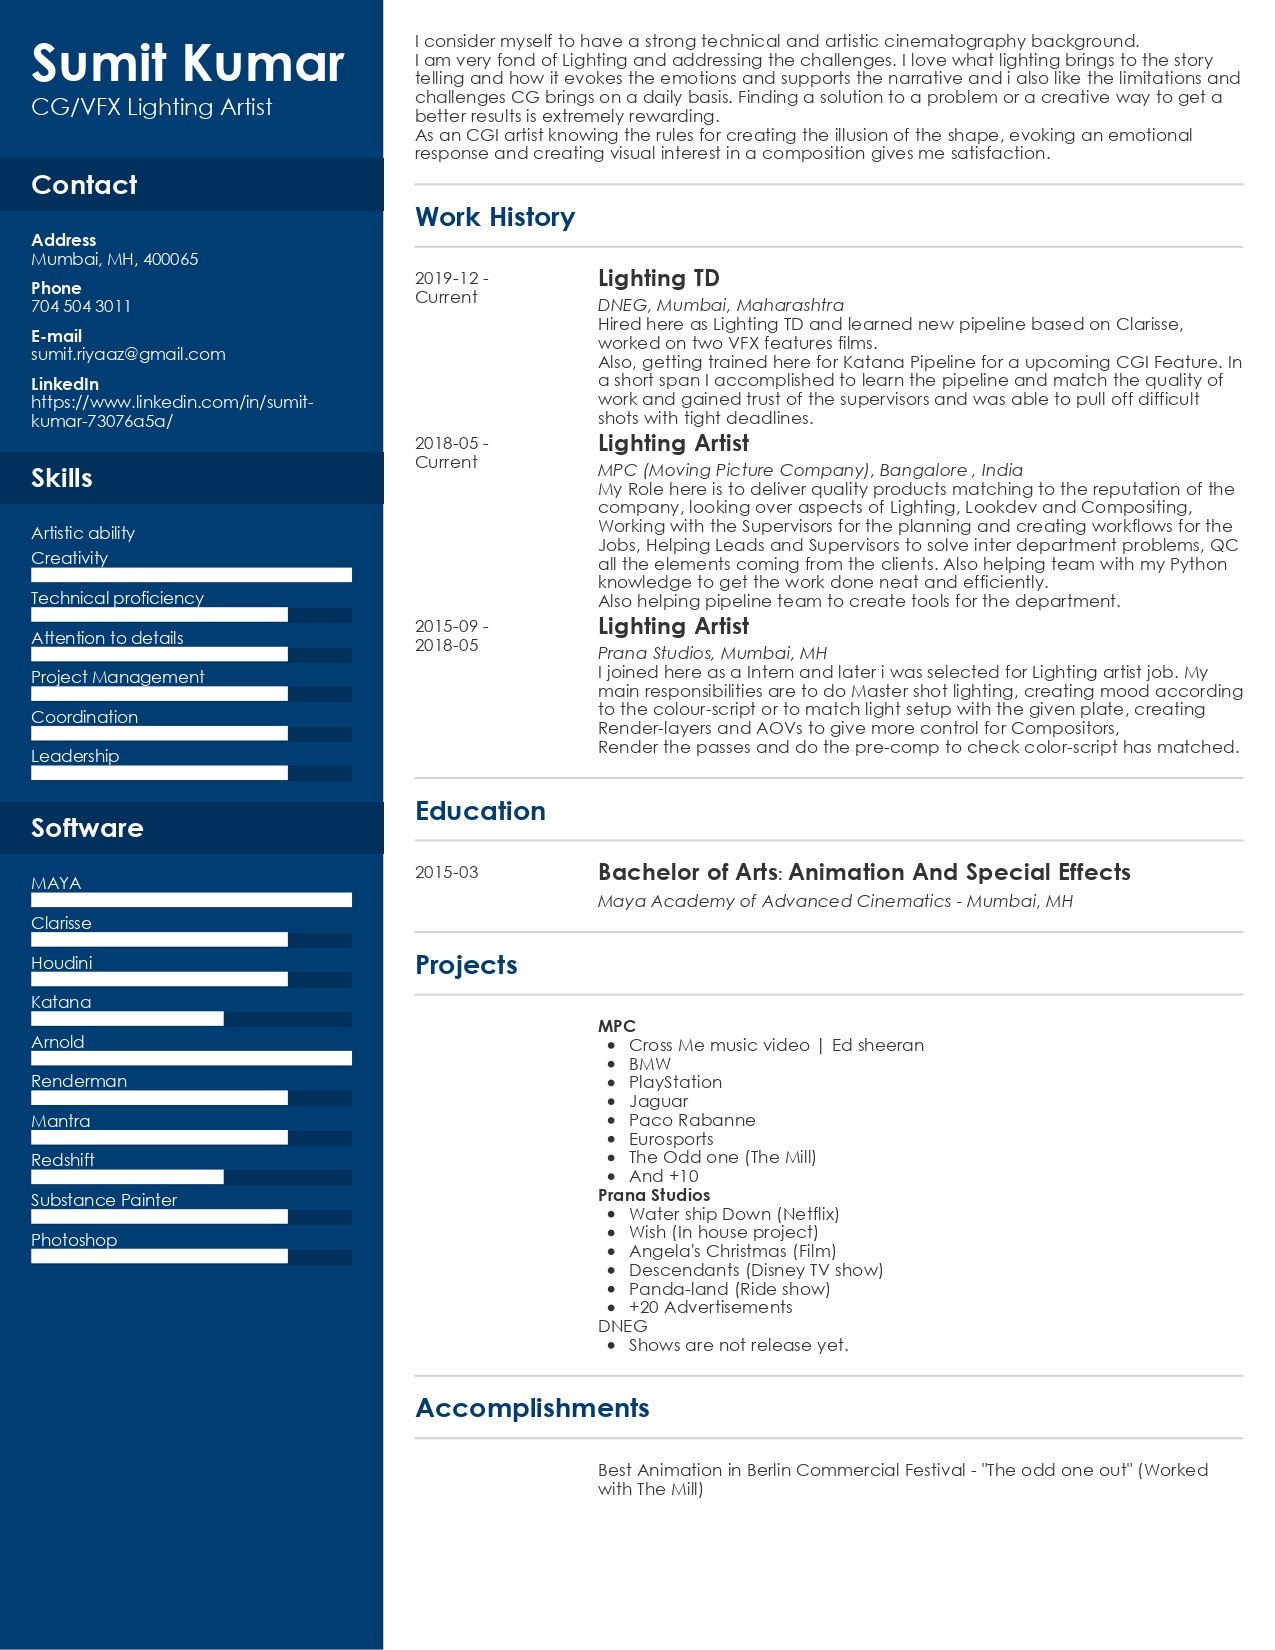 Sumit Kumar
CG/VFX Lighting Artist
Contact
Address
Mumbai, MH, 400065
Phone
704 504 3011
E-mail
sumit.riyaaz@gmail.com
LinkedIn
https://www.linkedin.com/in/sumit-
kumar-73076a5a/
Skills
Artistic ability
Creativity
Technical proficiency
Attention to details
Project Management
Coordination
Leadership
Software
MAYA
Clarisse
Houdini
Katana
Arnold
Renderman
Mantra
Redshift
Substance Painter
Photoshop
I consider myself to have a strong technical and artistic cinematography background.
I am very fond of Lighting and addressing the challenges. I love what lighting brings to the story
telling and how it evokes the emotions and supports the narrative and i also like the limitations and
challenges CG brings on a daily basis. Finding a solution to a problem or a creative way to get a
better results is extremely rewarding.
As an CGI artist knowing the rules for creating the illusion of the shape, evoking an emotional
response and creating visual interest in a composition gives me satisfaction.
Work History
2019-12 -
Current
Lighting TD
DNEG, Mumbai, Maharashtra
Hired here as Lighting TD and learned new pipeline based on Clarisse,
worked on two VFX features films.
Also, getting trained here for Katana Pipeline for a upcoming CGI Feature. In
a short span I accomplished to learn the pipeline and match the quality of
work and gained trust of the supervisors and was able to pull off difficult
shots with tight deadlines.
2018-05 -
Current
Lighting Artist
MPC (Moving Picture Company), Bangalore , India
My Role here is to deliver quality products matching to the reputation of the
company, looking over aspects of Lighting, Lookdev and Compositing,
Working with the Supervisors for the planning and creating workflows for the
Jobs, Helping Leads and Supervisors to solve inter department problems, QC
all the elements coming from the clients. Also helping team with my Python
knowledge to get the work done neat and efficiently.
Also helping pipeline team to create tools for the department.
2015-09 -
2018-05
Lighting Artist
Prana Studios, Mumbai, MH
I joined here as a Intern and later i was selected for Lighting artist job. My
main responsibilities are to do Master shot lighting, creating mood according
to the colour-script or to match light setup with the given plate, creating
Render-layers and AOVs to give more control for Compositors,
Render the passes and do the pre-comp to check color-script has matched.
Education
2015-03
Bachelor of Arts: Animation And Special Effects
Maya Academy of Advanced Cinematics - Mumbai, MH
Projects
MPC
• Cross Me music video | Ed sheeran
• BMW
• PlayStation
• Jaguar
• Paco Rabanne
• Eurosports
• The Odd one (The Mill)
• And +10
Prana Studios
• Water ship Down (Netflix)
• Wish (In house project)
• Angela's Christmas (Film)
• Descendants (Disney TV show)
• Panda-land (Ride show)
• +20 Advertisements
DNEG
• Shows are not release yet.
Accomplishments
Best Animation in Berlin Commercial Festival - "The odd one out" (Worked
with The Mill)